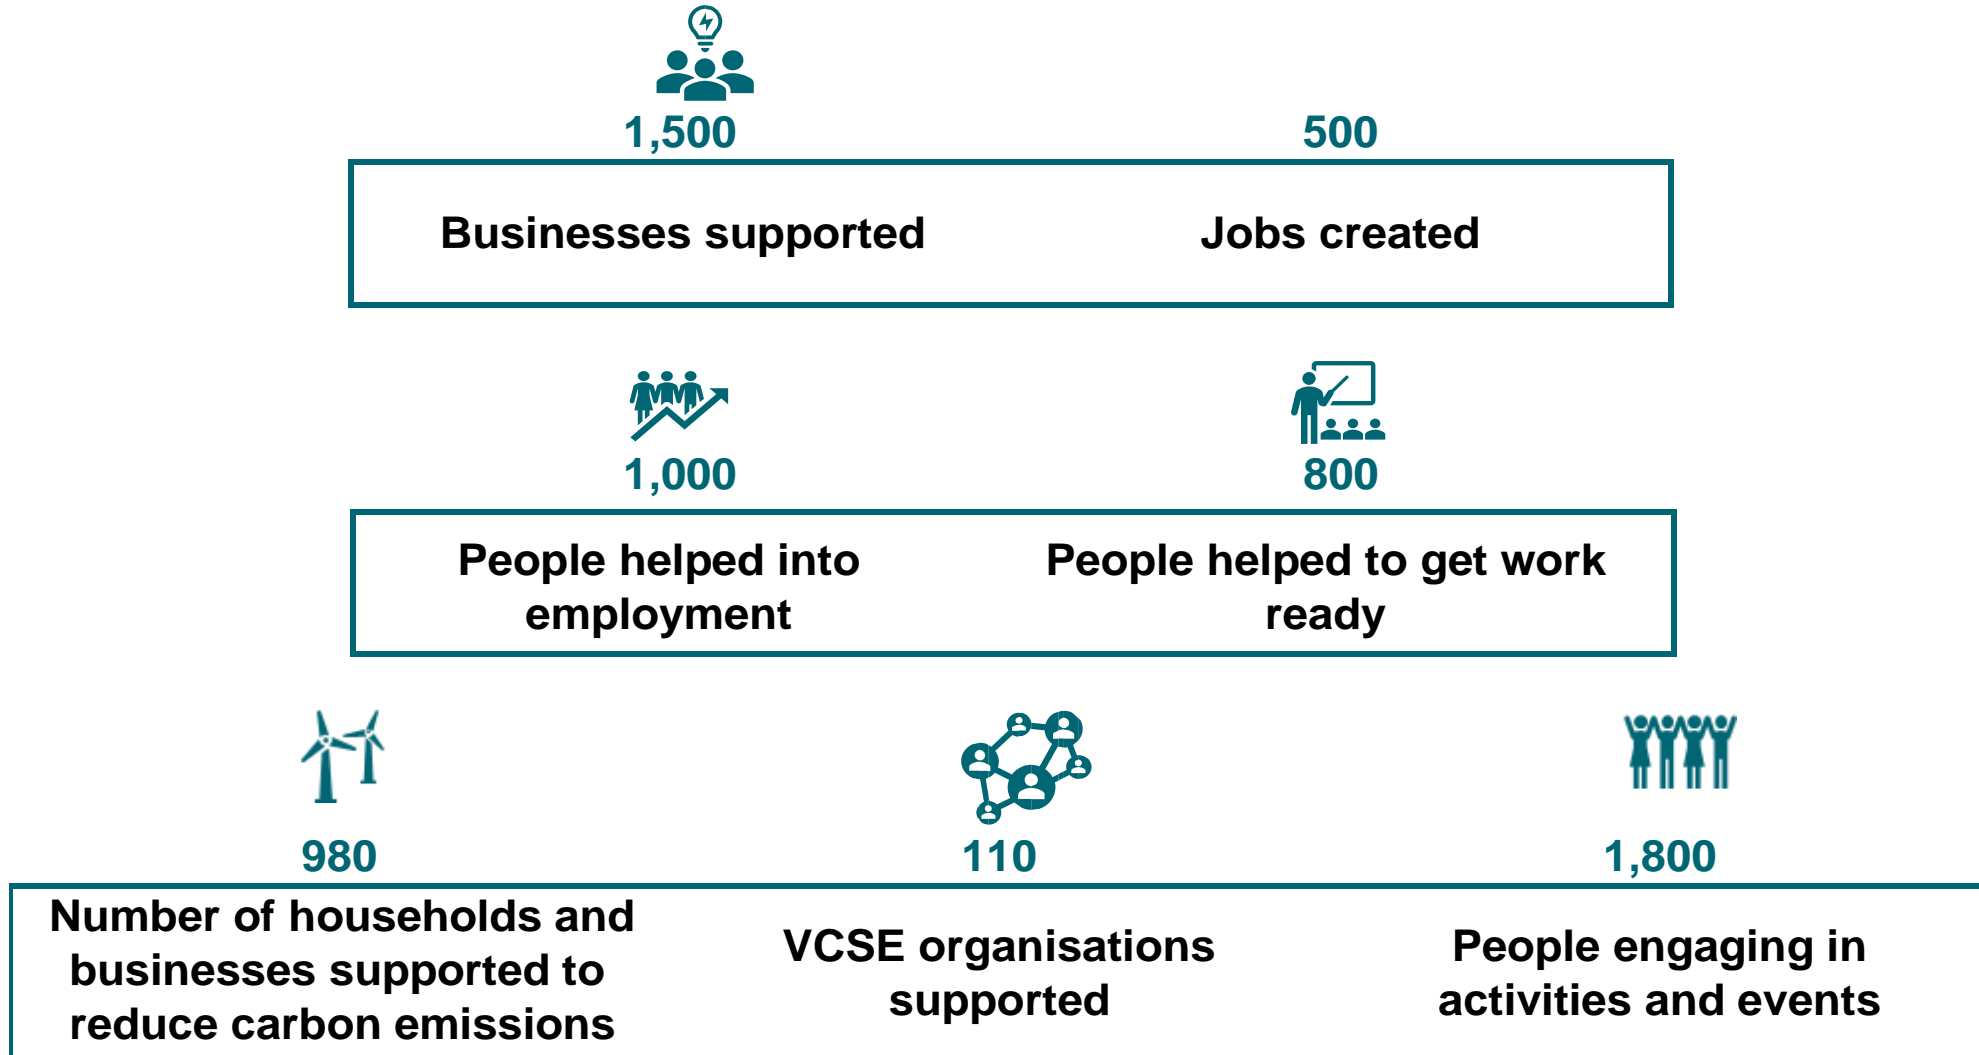 1,500
500
Businesses supported
Jobs created
1,000
800
People helped into
employment
People helped to get work
ready
980
110
1,800
Number of households and
businesses supported to
reduce carbon emissions
VCSE organisations
supported
People engaging in
activities and events